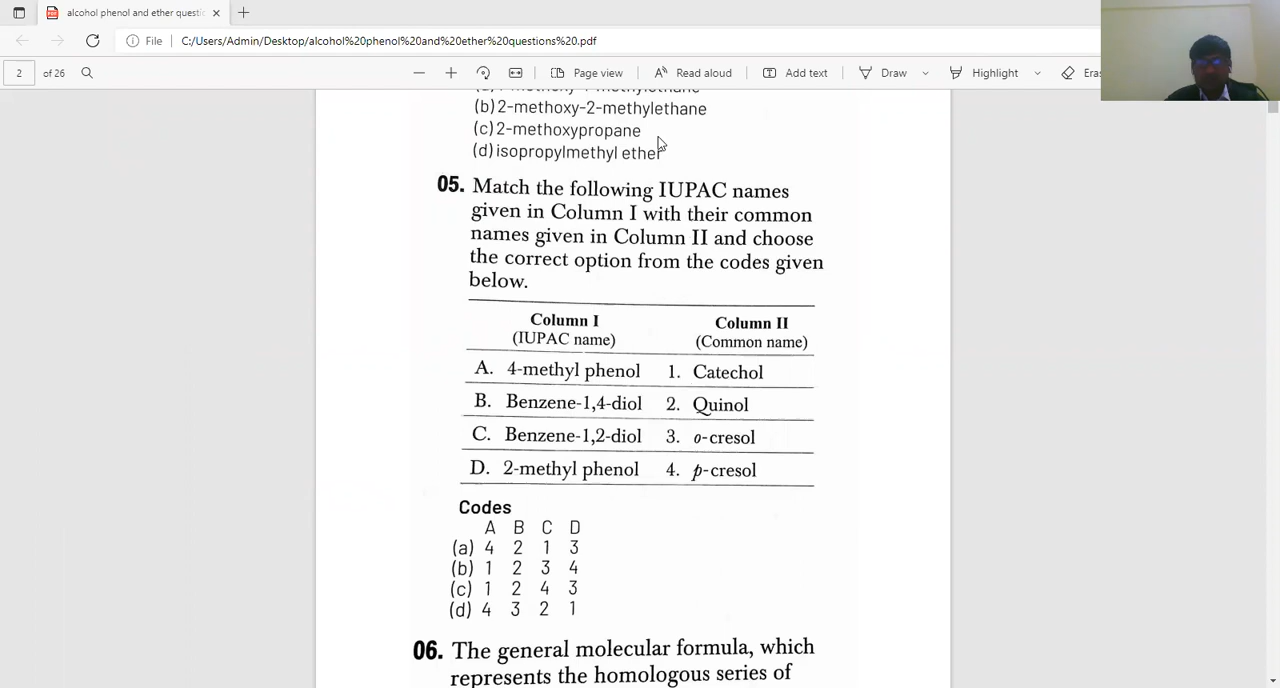 alcohol phenol and ether questic
File C:/Users/Admin/Desktop/alcohol%20phenol%20and%20ether%20questions%20.pdf
2 of 26 Page view Read aloud Add text Draw Highlight Eras
(b) 2-methoxy-2-methylethane
(c) 2-methoxypropane
(d) isopropylmethyl ether
05. Match the following IUPAC names
given in Column I with their common
names given in Column II and choose
the correct option from the codes given
below.
Column I Column II
(IUPAC name) (Common name)
A. 4-methyl phenol 1. Catechol
B. Benzene-1,4-diol 2. Quinol
C. Benzene-1,2-diol 3. o-cresol
D. 2-methyl phenol 4. p-cresol
Codes
A B C D
(a) 4 2 1 3
(b) 1 2 3 4
(c) 1 2 4 3
(d) 4 3 2 1
06. The general molecular formula, which
represents the homologous series of